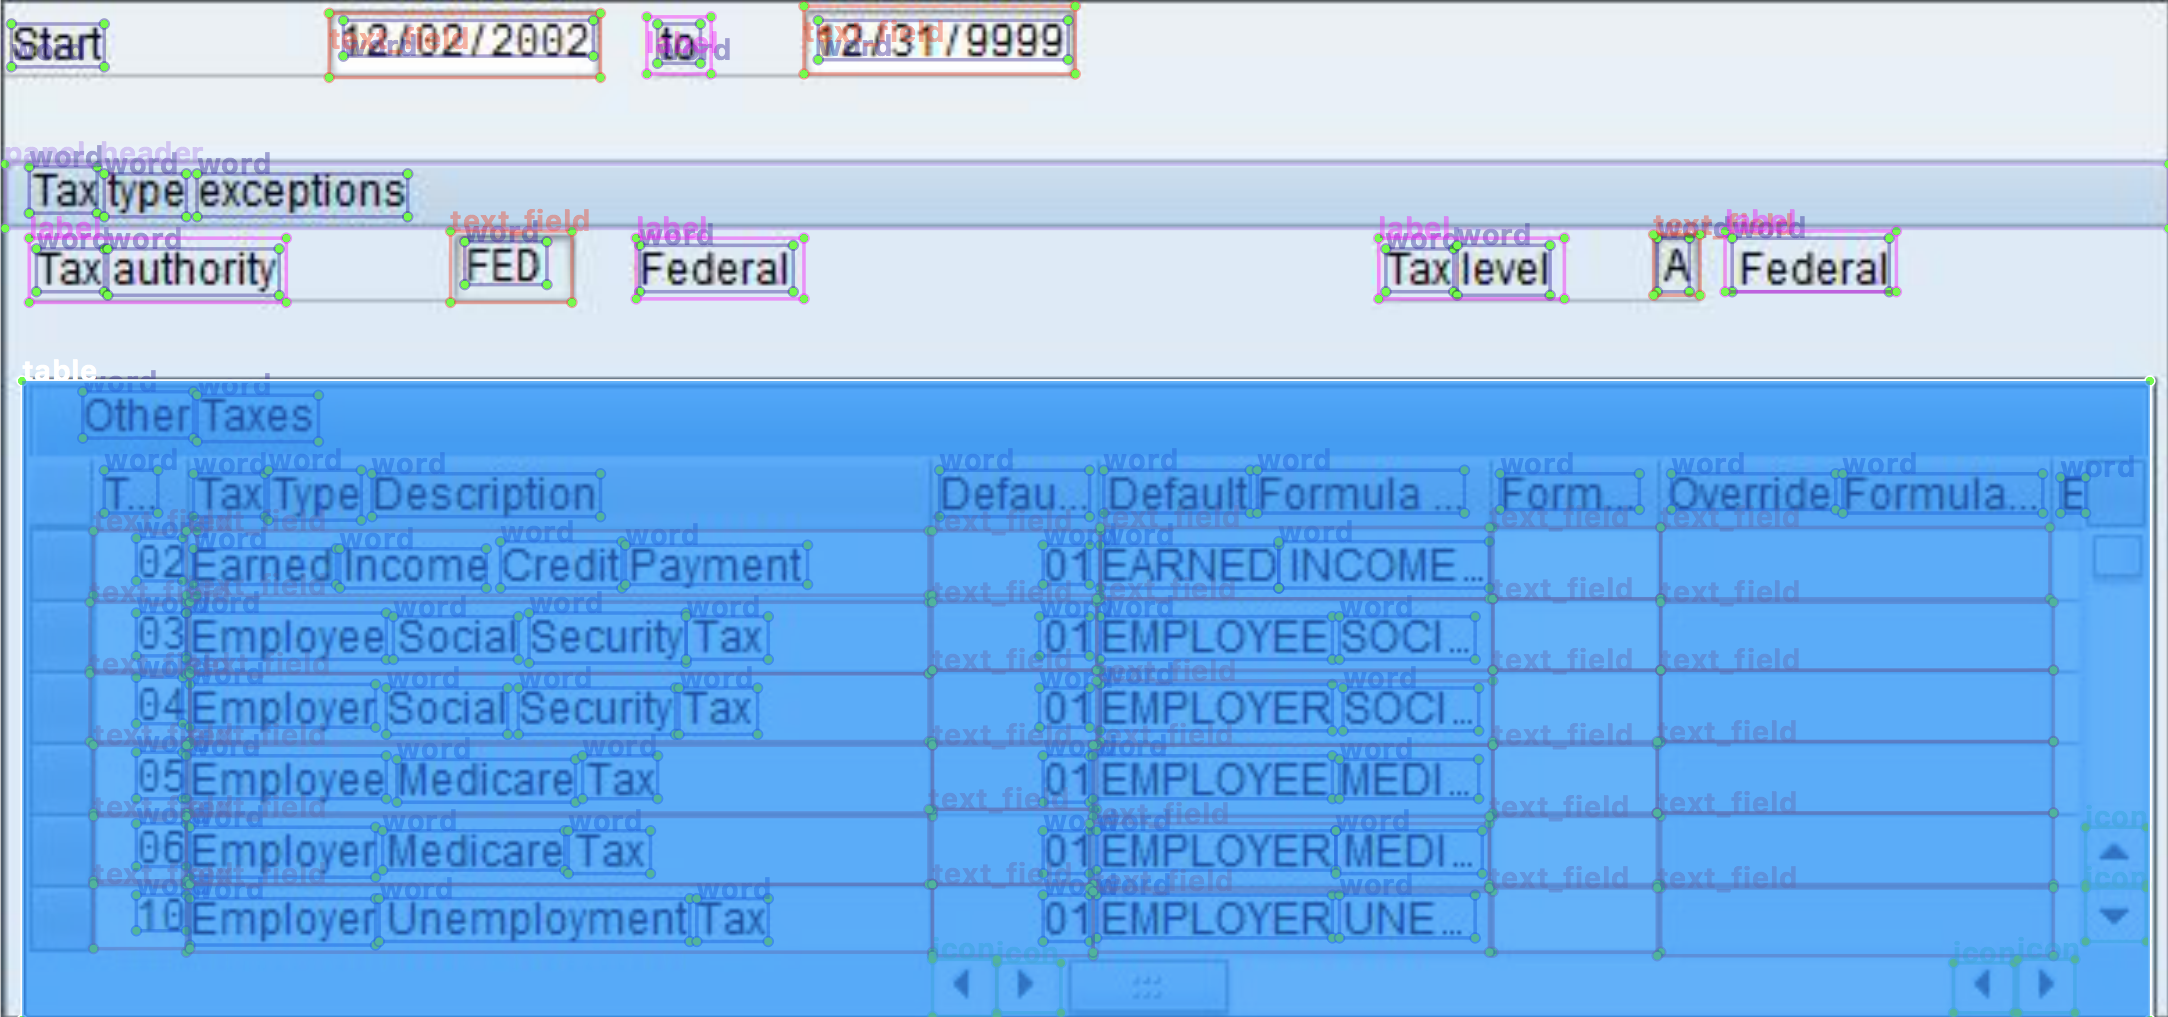 Start 12/02/2002 to 12/31/9999
Tax type exceptions
Tax authority FED Federal Tax level A Federal
Other Taxes
T... Tax Type Description Defau... Default Formula ... Form... Override Formula... E
02 Earned Income Credit Payment 01 EARNED INCOME...
03 Employee Social Security Tax 01 EMPLOYEE SOCI...
04 Employer Social Security Tax 01 EMPLOYER SOCI...
05 Employee Medicare Tax 01 EMPLOYEE MEDI...
06 Employer Medicare Tax 01 EMPLOYER MEDI...
10 Employer Unemployment Tax 01 EMPLOYER UNE...